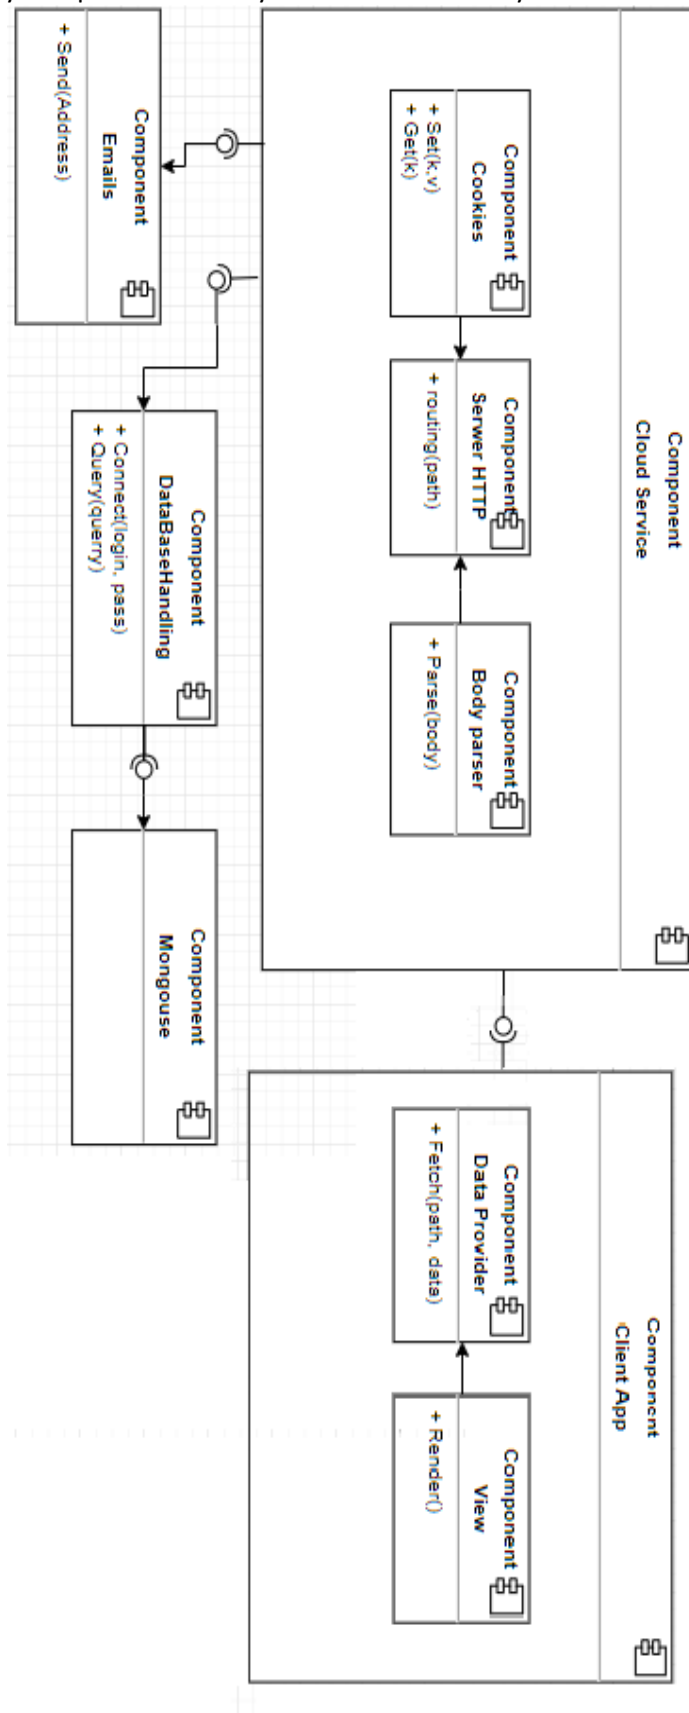 Component
Cloud Service
Component
Cookies
+ Set(k,v)
+ Get(k)
Component
Serwer HTTP
+ routing(path)
Component
Body parser
+ Parse(body)
Component
Emails
+ Send(Address)
Component
DataBaseHandling
+ Connect(login, pass)
+ Query(querry)
Component
Mongouse
Component
Client App
Component
Data Provider
+ Fetch(path, data)
Component
View
+ Render()